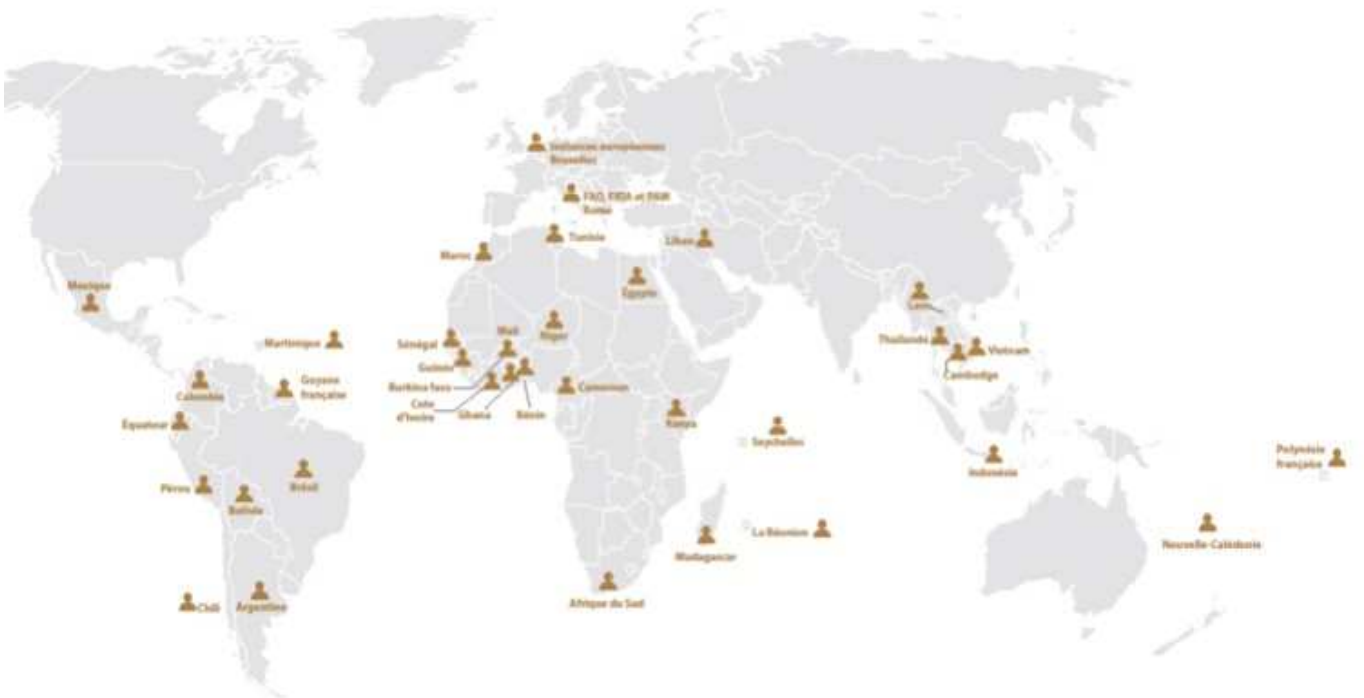 Instances européennes
Bruxelles
FAO, FIDA et PAM
Rome
Tunisie
Liban
Maroc
Egypte
Mexique
Laos
Martinique
Sénégal
Mali
Niger
Thaïlande
Vietnam
Guinée
Cambodge
Colombie
Guyane
française
Burkina faso
Cameroun
Cote
d'Ivoire
Ghana
Bénin
Kenya
Équateur
Seychelles
Indonésie
Polynésie
française
Pérou
Brésil
Bolivie
La Réunion
Nouvelle-Calédonie
Madagascar
Chili
Argentine
Afrique du Sud